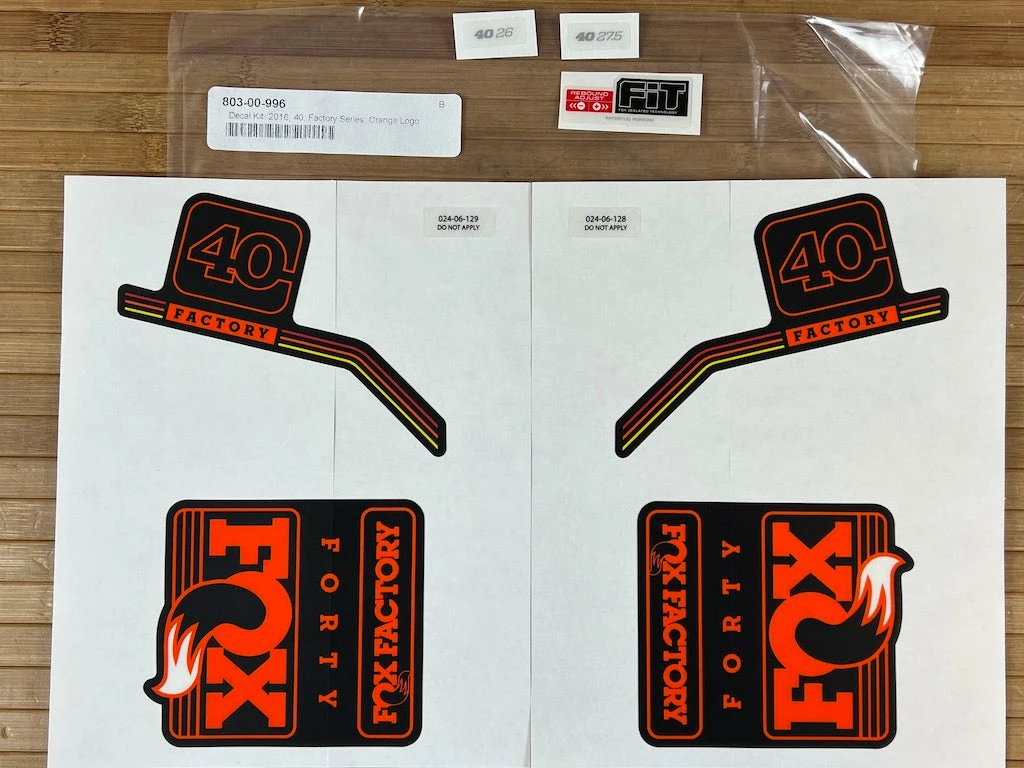 40 26
40 27.5
803-00-996
B
Decal Kit: 2016, 40, Factory Series, Orange Logo
REBOUND
ADJUST
FiT
FOX ISOLATED TECHNOLOGY
PATENT(S) PENDING
024-06-129
DO NOT APPLY
024-06-128
DO NOT APPLY
40
FACTORY
40
FACTORY
FOX
FORTY
FOX FACTORY
FOX FACTORY
FORTY
FOX